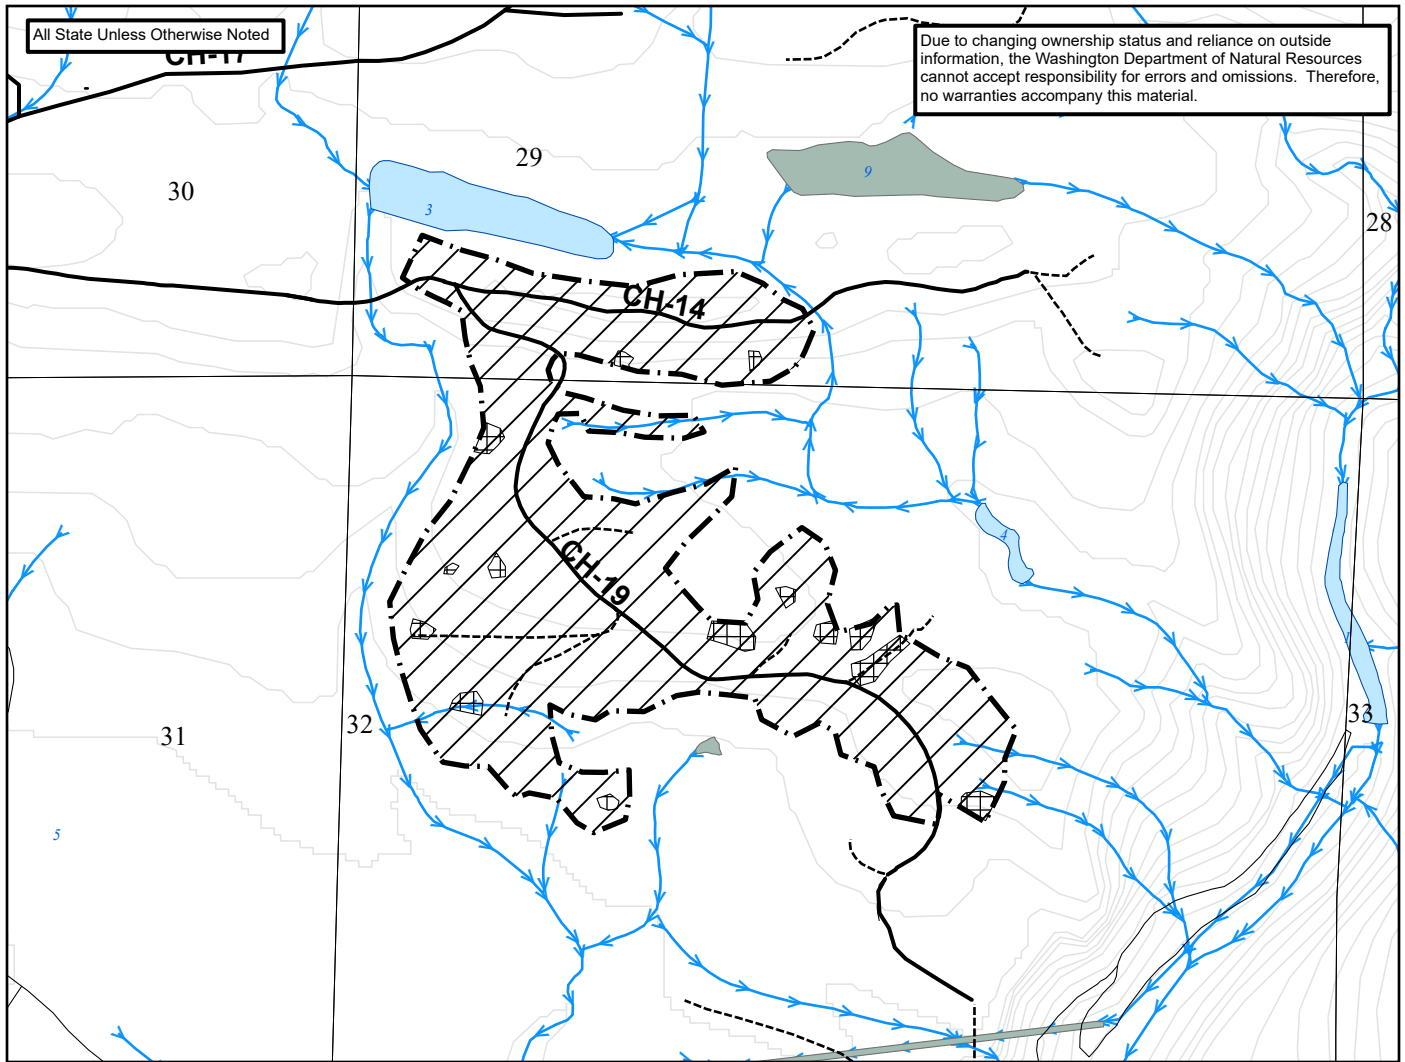 All State Unless Otherwise Noted
CH-17
Due to changing ownership status and reliance on outside
information, the Washington Department of Natural Resources
cannot accept responsibility for errors and omissions. Therefore,
no warranties accompany this material.
29
30
9
3
28
CH-14
4
CH-19
33
32
31
5